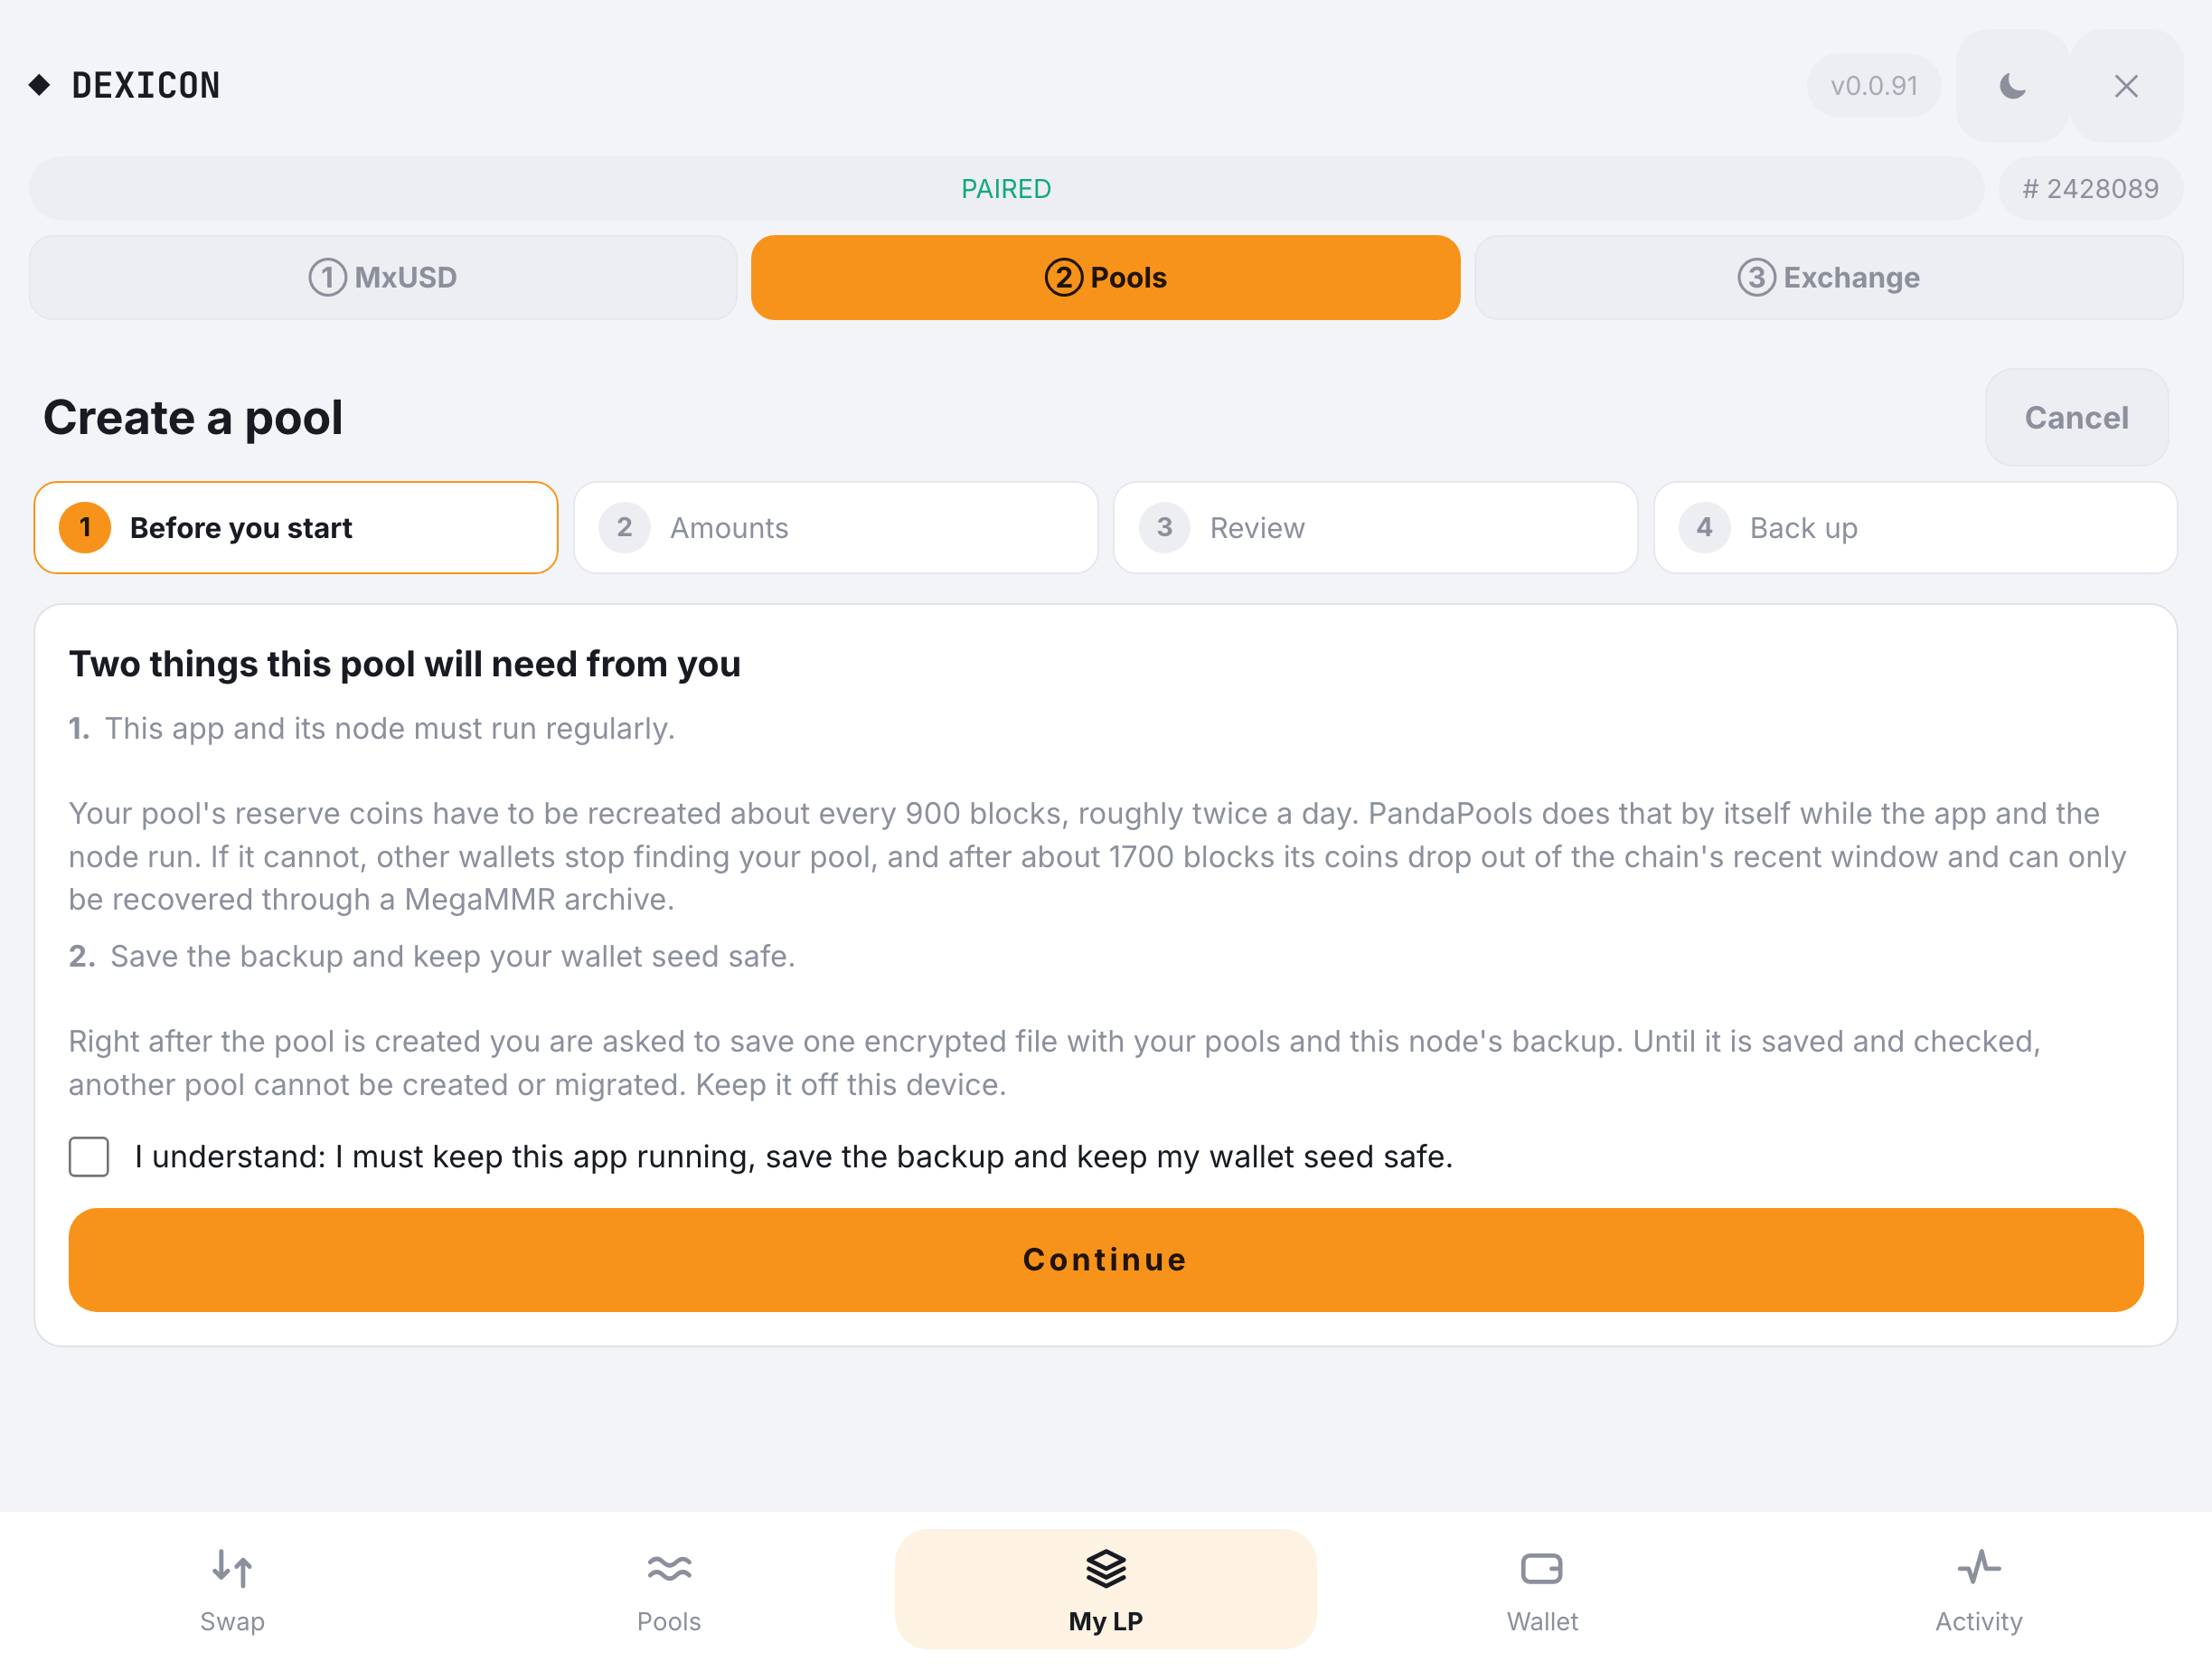 ◆ DEXICON
v0.0.91
PAIRED
# 2428089
① MxUSD
② Pools
③ Exchange
Create a pool
Cancel
1 Before you start
2 Amounts
3 Review
4 Back up
Two things this pool will need from you
1. This app and its node must run regularly.
Your pool's reserve coins have to be recreated about every 900 blocks, roughly twice a day. PandaPools does that by itself while the app and the
node run. If it cannot, other wallets stop finding your pool, and after about 1700 blocks its coins drop out of the chain's recent window and can only
be recovered through a MegaMMR archive.
2. Save the backup and keep your wallet seed safe.
Right after the pool is created you are asked to save one encrypted file with your pools and this node's backup. Until it is saved and checked,
another pool cannot be created or migrated. Keep it off this device.
I understand: I must keep this app running, save the backup and keep my wallet seed safe.
Continue
Swap
Pools
My LP
Wallet
Activity